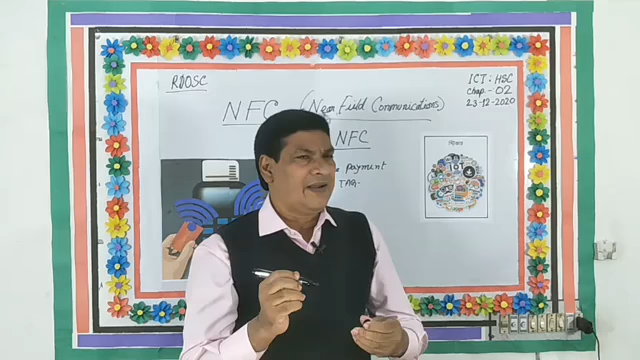 RDOSC
ICT: HSC
Chap- 02
23-12-2020
NFC (Near Field Communications)
NFC
payment
TAG-